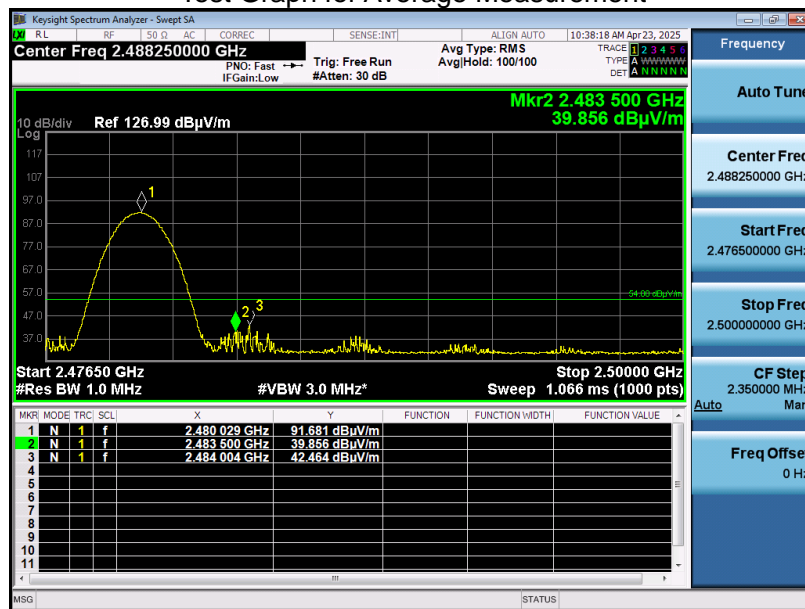 Test Graph for Average Measurement
Keysight Spectrum Analyzer - Swept SA
LXI RL RF 50 Ω AC CORREC SENSE:INT ALIGN AUTO 10:38:18 AM Apr 23, 2025
Center Freq 2.488250000 GHz
PNO: Fast
IFGain:Low
Trig: Free Run
#Atten: 30 dB
Avg Type: RMS
Avg|Hold: 100/100
TRACE 1 2 3 4 5 6
TYPE A WWWWW
DET A N N N N N
Frequency
Mkr2 2.483 500 GHz
39.856 dBµV/m
10 dB/div Ref 126.99 dBµV/m
Log
117
107
97.0
87.0
77.0
67.0
57.0
47.0
37.0
1
2
3
54.00 dBµV/m
Start 2.47650 GHz Stop 2.50000 GHz
#Res BW 1.0 MHz #VBW 3.0 MHz* Sweep 1.066 ms (1000 pts)
MKR MODE TRC SCL X Y FUNCTION FUNCTION WIDTH FUNCTION VALUE
1 N 1 f 2.480 029 GHz 91.681 dBµV/m
2 N 1 f 2.483 500 GHz 39.856 dBµV/m
3 N 1 f 2.484 004 GHz 42.464 dBµV/m
4
5
6
7
8
9
10
11
MSG STATUS
Auto Tune
Center Freq
2.488250000 GHz
Start Freq
2.476500000 GHz
Stop Freq
2.500000000 GHz
CF Step
2.350000 MHz
Auto Man
Freq Offset
0 Hz